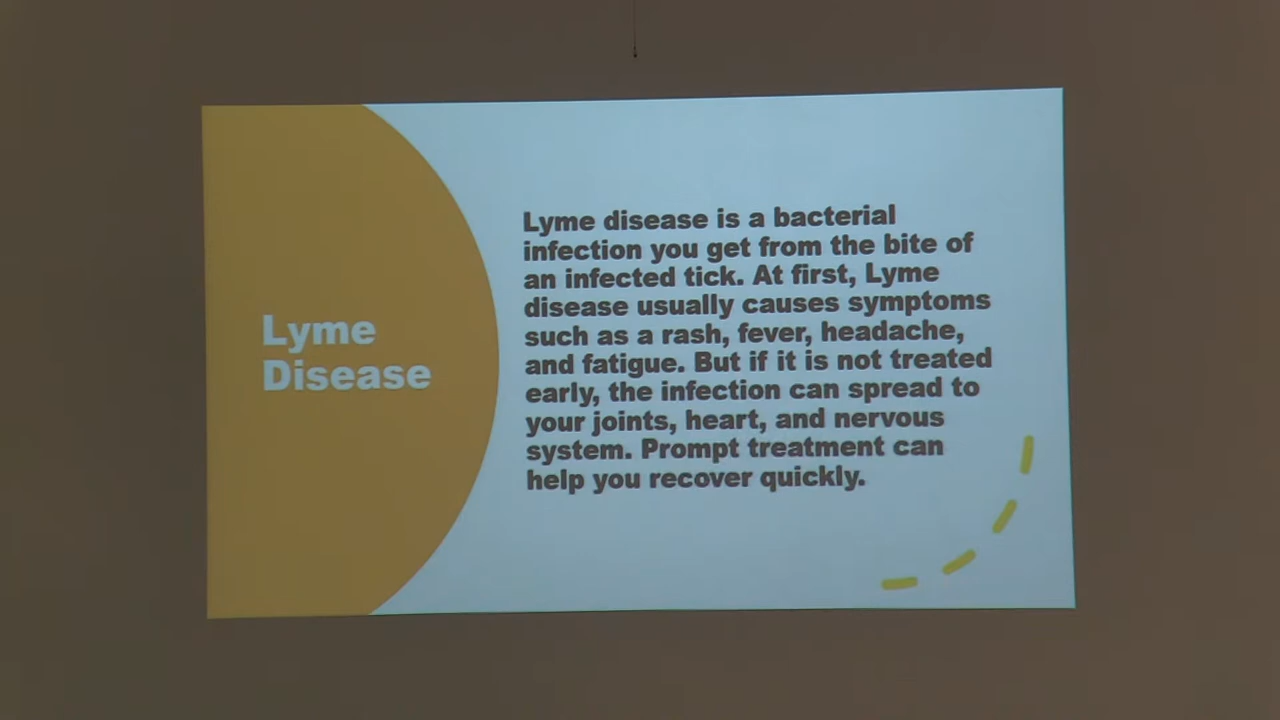 Lyme
Disease
Lyme disease is a bacterial
infection you get from the bite of
an infected tick. At first, Lyme
disease usually causes symptoms
such as a rash, fever, headache,
and fatigue. But if it is not treated
early, the infection can spread to
your joints, heart, and nervous
system. Prompt treatment can
help you recover quickly.